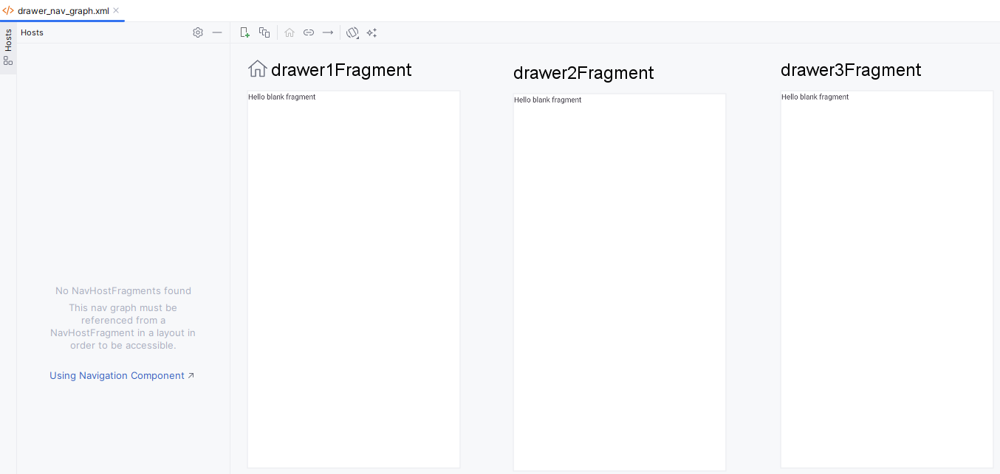 drawer_nav_graph.xml
Hosts
Hosts
drawer1Fragment
drawer2Fragment
drawer3Fragment
Hello blank fragment
Hello blank fragment
Hello blank fragment
No NavHostFragments found
This nav graph must be
referenced from a
NavHostFragment in a layout in
order to be accessible.
Using Navigation Component